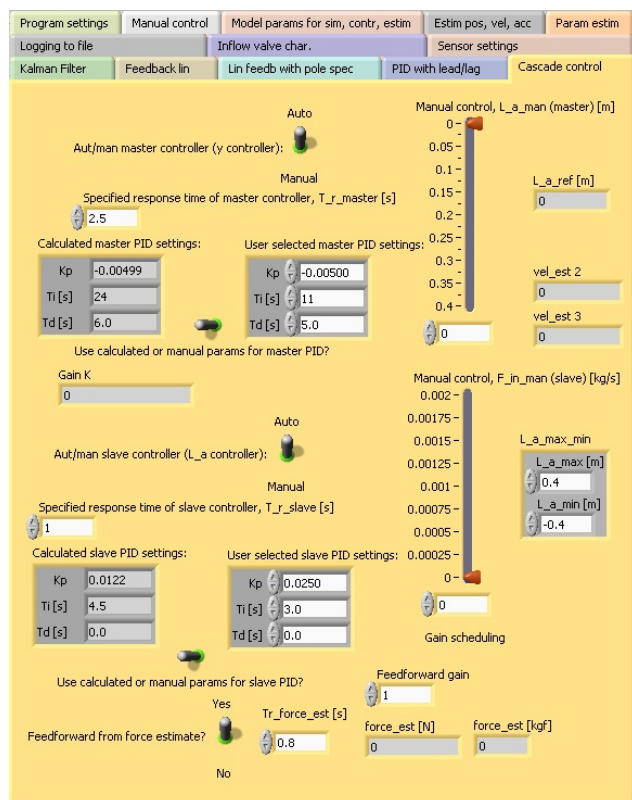 Program settings Manual control Model params for sim, contr, estim Estim pos, vel, acc Param estim
Logging to file Inflow valve char. Sensor settings
Kalman Filter Feedback lin Lin feedb with pole spec PID with lead/lag Cascade control
Manual control, L_a_man (master) [m]
Auto
0-
Aut/man master controller (y controller):
0.05-
0.1-
Manual
L_a_ref [m]
Specified response time of master controller, T_r_master [s]
0.15-
0
2.5
0.2-
Calculated master PID settings: User selected master PID settings:
0.25-
Kp -0.00499 Kp -0.00500
0.3-
vel_est 2
Ti [s] 24 Ti [s] 11
0.35-
0
0.4-
vel_est 3
Td [s] 6.0 Td [s] 5.0
0
0
Use calculated or manual params for master PID?
Gain K
Manual control, F_in_man (slave) [kg/s]
0
0.002-
Auto
0.00175-
0.0015-
L_a_max_min
Aut/man slave controller (L_a controller):
0.00125-
L_a_max [m]
0.4
Manual
0.001-
L_a_min [m]
Specified response time of slave controller, T_r_slave [s]
0.00075-
-0.4
1
0.0005-
Calculated slave PID settings: User selected slave PID settings:
0.00025-
Kp 0.0122 Kp 0.0250
0-
Ti [s] 4.5 Ti [s] 3.0
0
Td [s] 0.0 Td [s] 0.0
Gain scheduling
Use calculated or manual params for slave PID?
Feedforward gain
1
Yes
Tr_force_est [s]
force_est [N] force_est [kgf]
Feedforward from force estimate?
0.8
0 0
No